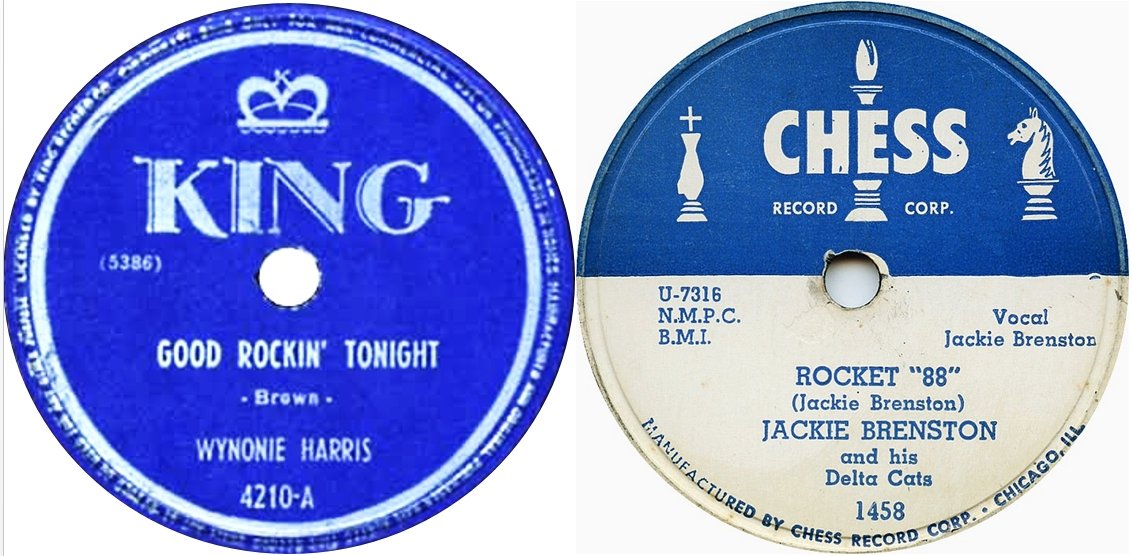 K
KING
(5386)
GOOD ROCKIN' TONIGHT
- Brown -
WYNONIE HARRIS
4210-A
CHESS
RECORD CORP.
U-7316
N.M.P.C.
B.M.I.
Vocal
Jackie Brenston
ROCKET "88"
(Jackie Brenston)
JACKIE BRENSTON
and his
Delta Cats
1458
MANUFACTURED BY CHESS RECORD CORP. · CHICAGO, ILL